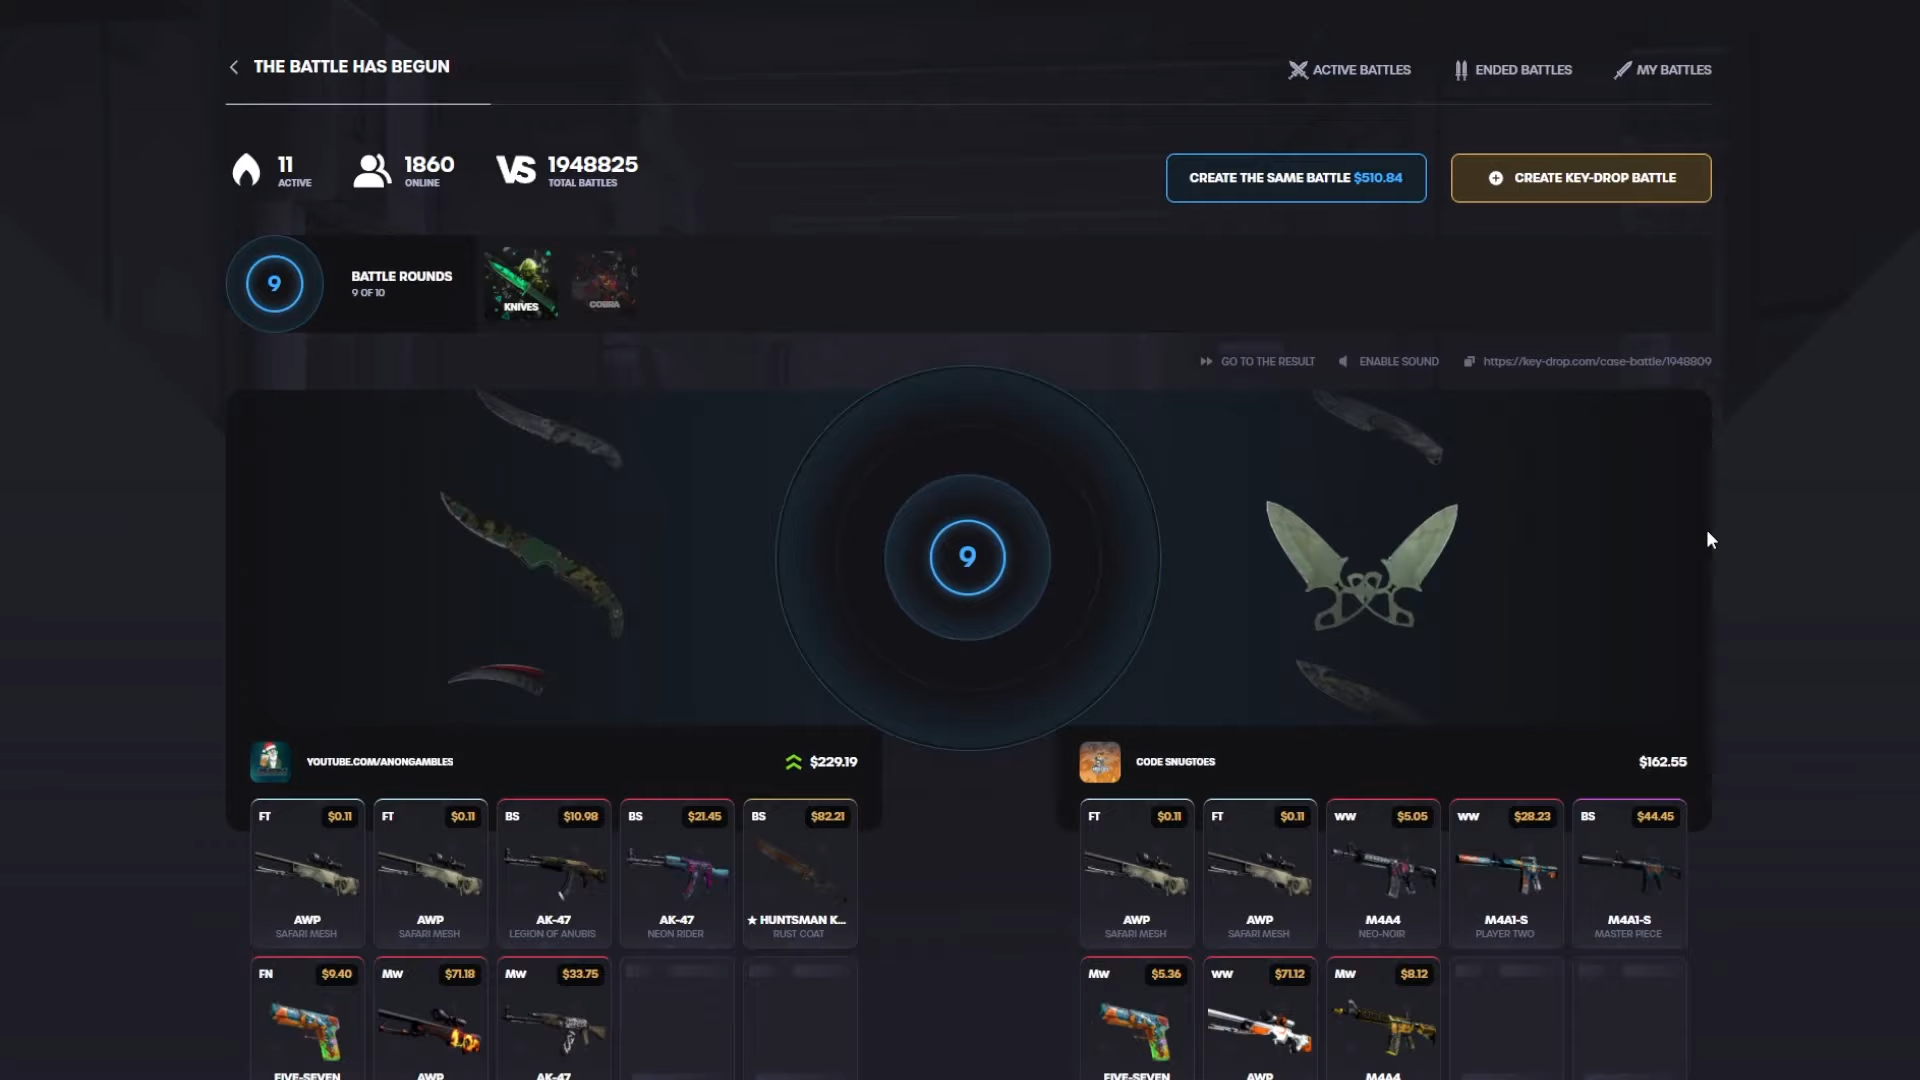 THE BATTLE HAS BEGUN
ACTIVE BATTLES
ENDED BATTLES
MY BATTLES
11
ACTIVE
1860
ONLINE
VS
1948825
TOTAL BATTLES
CREATE THE SAME BATTLE $510.84
CREATE KEY-DROP BATTLE
9
BATTLE ROUNDS
9 OF 10
KNIVES
COBRA
GO TO THE RESULT
ENABLE SOUND
https://key-drop.com/case-battle/1948809
9
YOUTUBE.COM/ANONGAMBLES
$229.19
CODE SNUGTOES
$162.55
FT $0.11
FT $0.11
BS $10.98
BS $21.45
BS $82.21
FT $0.11
FT $0.11
WW $5.05
WW $28.23
BS $44.45
AWP
SAFARI MESH
AWP
SAFARI MESH
AK-47
LEGION OF ANUBIS
AK-47
NEON RIDER
★ HUNTSMAN K...
RUST COAT
AWP
SAFARI MESH
AWP
SAFARI MESH
M4A4
NEO-NOIR
M4A1-S
PLAYER TWO
M4A1-S
MASTER PIECE
FN $9.40
MW $71.18
MW $33.75
MW $5.36
WW $71.12
MW $8.12
FIVE-SEVEN
AWP
AK-47
FIVE-SEVEN
AWP
M4A4